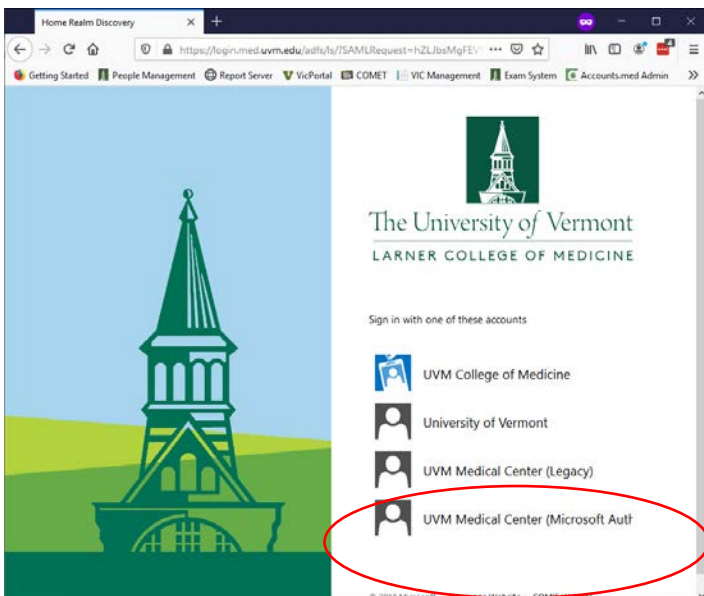 Home Realm Discovery
https://login.med.uvm.edu/adfs/ls/?SAMLRequest=hZLJbsMgFEV
Getting Started People Management Report Server VicPortal COMET VIC Management Exam System Accounts.med Admin
The University of Vermont
LARNER COLLEGE OF MEDICINE
Sign in with one of these accounts
UVM College of Medicine
University of Vermont
UVM Medical Center (Legacy)
UVM Medical Center (Microsoft Auth